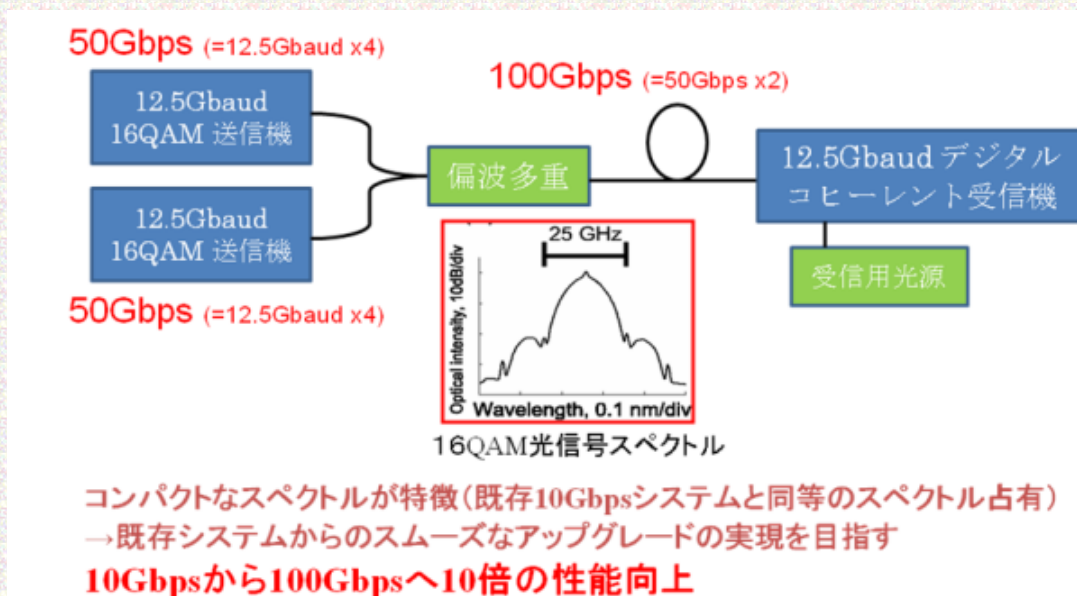 50Gbps (=12.5Gbaud x4)
12.5Gbaud
16QAM 送信機
12.5Gbaud
16QAM 送信機
50Gbps (=12.5Gbaud x4)
偏波多重
100Gbps (=50Gbps x2)
12.5Gbaud デジタル
コヒーレント受信機
受信用光源
25 GHz
Optical intensity, 10dB/div
Wavelength, 0.1 nm/div
16QAM光信号スペクトル
コンパクトなスペクトルが特徴(既存10Gbpsシステムと同等のスペクトル占有)
→既存システムからのスムーズなアップグレードの実現を目指す
10Gbpsから100Gbpsへ10倍の性能向上